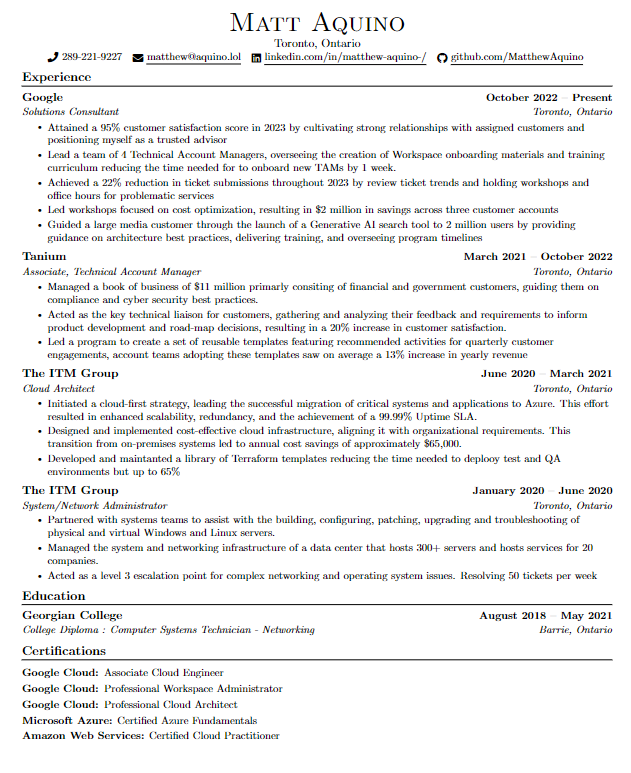 Matt Aquino
Toronto, Ontario
289-221-9227 matthew@aquino.lol linkedin.com/in/matthew-aquino-/ github.com/MatthewAquino
Experience
Google October 2022 – Present
Solutions Consultant Toronto, Ontario
• Attained a 95% customer satisfaction score in 2023 by cultivating strong relationships with assigned customers and
positioning myself as a trusted advisor
• Lead a team of 4 Technical Account Managers, overseeing the creation of Workspace onboarding materials and training
curriculum reducing the time needed for to onboard new TAMs by 1 week.
• Achieved a 22% reduction in ticket submissions throughout 2023 by review ticket trends and holding workshops and
office hours for problematic services
• Led workshops focused on cost optimization, resulting in $2 million in savings across three customer accounts
• Guided a large media customer through the launch of a Generative AI search tool to 2 million users by providing
guidance on architecture best practices, delivering training, and overseeing program timelines
Tanium March 2021 – October 2022
Associate, Technical Account Manager Toronto, Ontario
• Managed a book of business of $11 million primarly consiting of financial and government customers, guiding them on
compliance and cyber security best practices.
• Acted as the key technical liaison for customers, gathering and analyzing their feedback and requirements to inform
product development and road-map decisions, resulting in a 20% increase in customer satisfaction.
• Led a program to create a set of reusable templates featuring recommended activities for quarterly customer
engagements, account teams adopting these templates saw on average a 13% increase in yearly revenue
The ITM Group June 2020 – March 2021
Cloud Architect Toronto, Ontario
• Initiated a cloud-first strategy, leading the successful migration of critical systems and applications to Azure. This effort
resulted in enhanced scalability, redundancy, and the achievement of a 99.99% Uptime SLA.
• Designed and implemented cost-effective cloud infrastructure, aligning it with organizational requirements. This
transition from on-premises systems led to annual cost savings of approximately $65,000.
• Developed and maintanted a library of Terraform templates reducing the time needed to deplooy test and QA
environments but up to 65%
The ITM Group January 2020 – June 2020
System/Network Administrator Toronto, Ontario
• Partnered with systems teams to assist with the building, configuring, patching, upgrading and troubleshooting of
physical and virtual Windows and Linux servers.
• Managed the system and networking infrastructure of a data center that hosts 300+ servers and hosts services for 20
companies.
• Acted as a level 3 escalation point for complex networking and operating system issues. Resolving 50 tickets per week
Education
Georgian College August 2018 – May 2021
College Diploma : Computer Systems Technician - Networking Barrie, Ontario
Certifications
Google Cloud: Associate Cloud Engineer
Google Cloud: Professional Workspace Administrator
Google Cloud: Professional Cloud Architect
Microsoft Azure: Certified Azure Fundamentals
Amazon Web Services: Certified Cloud Practitioner